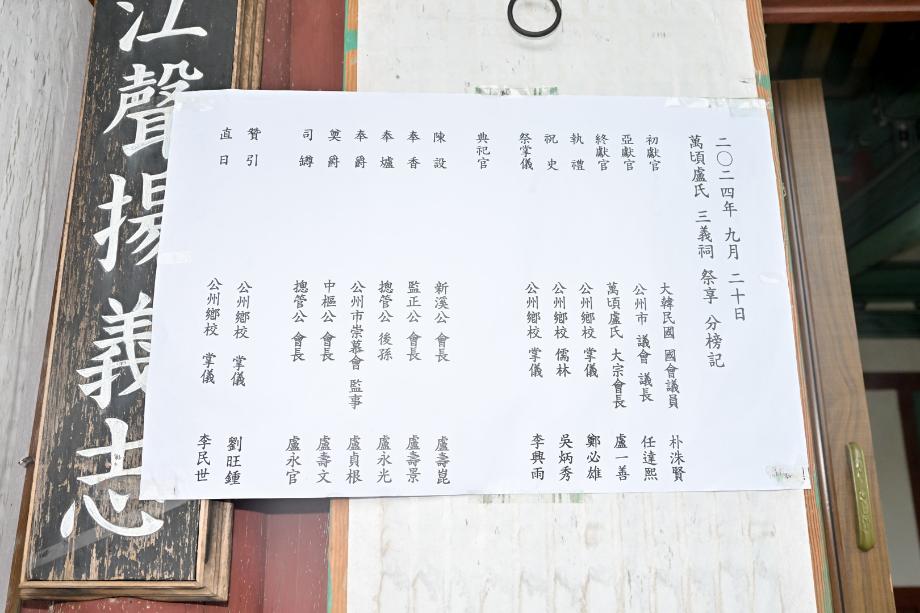 二〇二四年 九月 二十日
萬頃盧氏 三義祠 祭享 分榜記
初獻官 大韓民國 國會議員 朴洙賢
亞獻官 公州市 議會 議長 任達熙
終獻官 萬頃盧氏 大宗會長 盧一善
執禮 公州鄉校 掌儀 鄭必雄
祝史 公州鄉校 儒林 吳炳秀
祭掌儀 公州鄉校 掌儀 李興雨
典祀官
陳設 新溪公 會長 盧壽崑
奉香 監正公 會長 盧壽景
奉爐 摠管公 後孫 盧永光
奉爵 公州市崇慕會 監事 盧貞根
奠爵 中樞公 會長 盧壽文
司罇 摠管公 會長 盧永官
贊引 公州鄉校 掌儀 劉旺鍾
直日 公州鄉校 掌儀 李民世
江聲揚義志